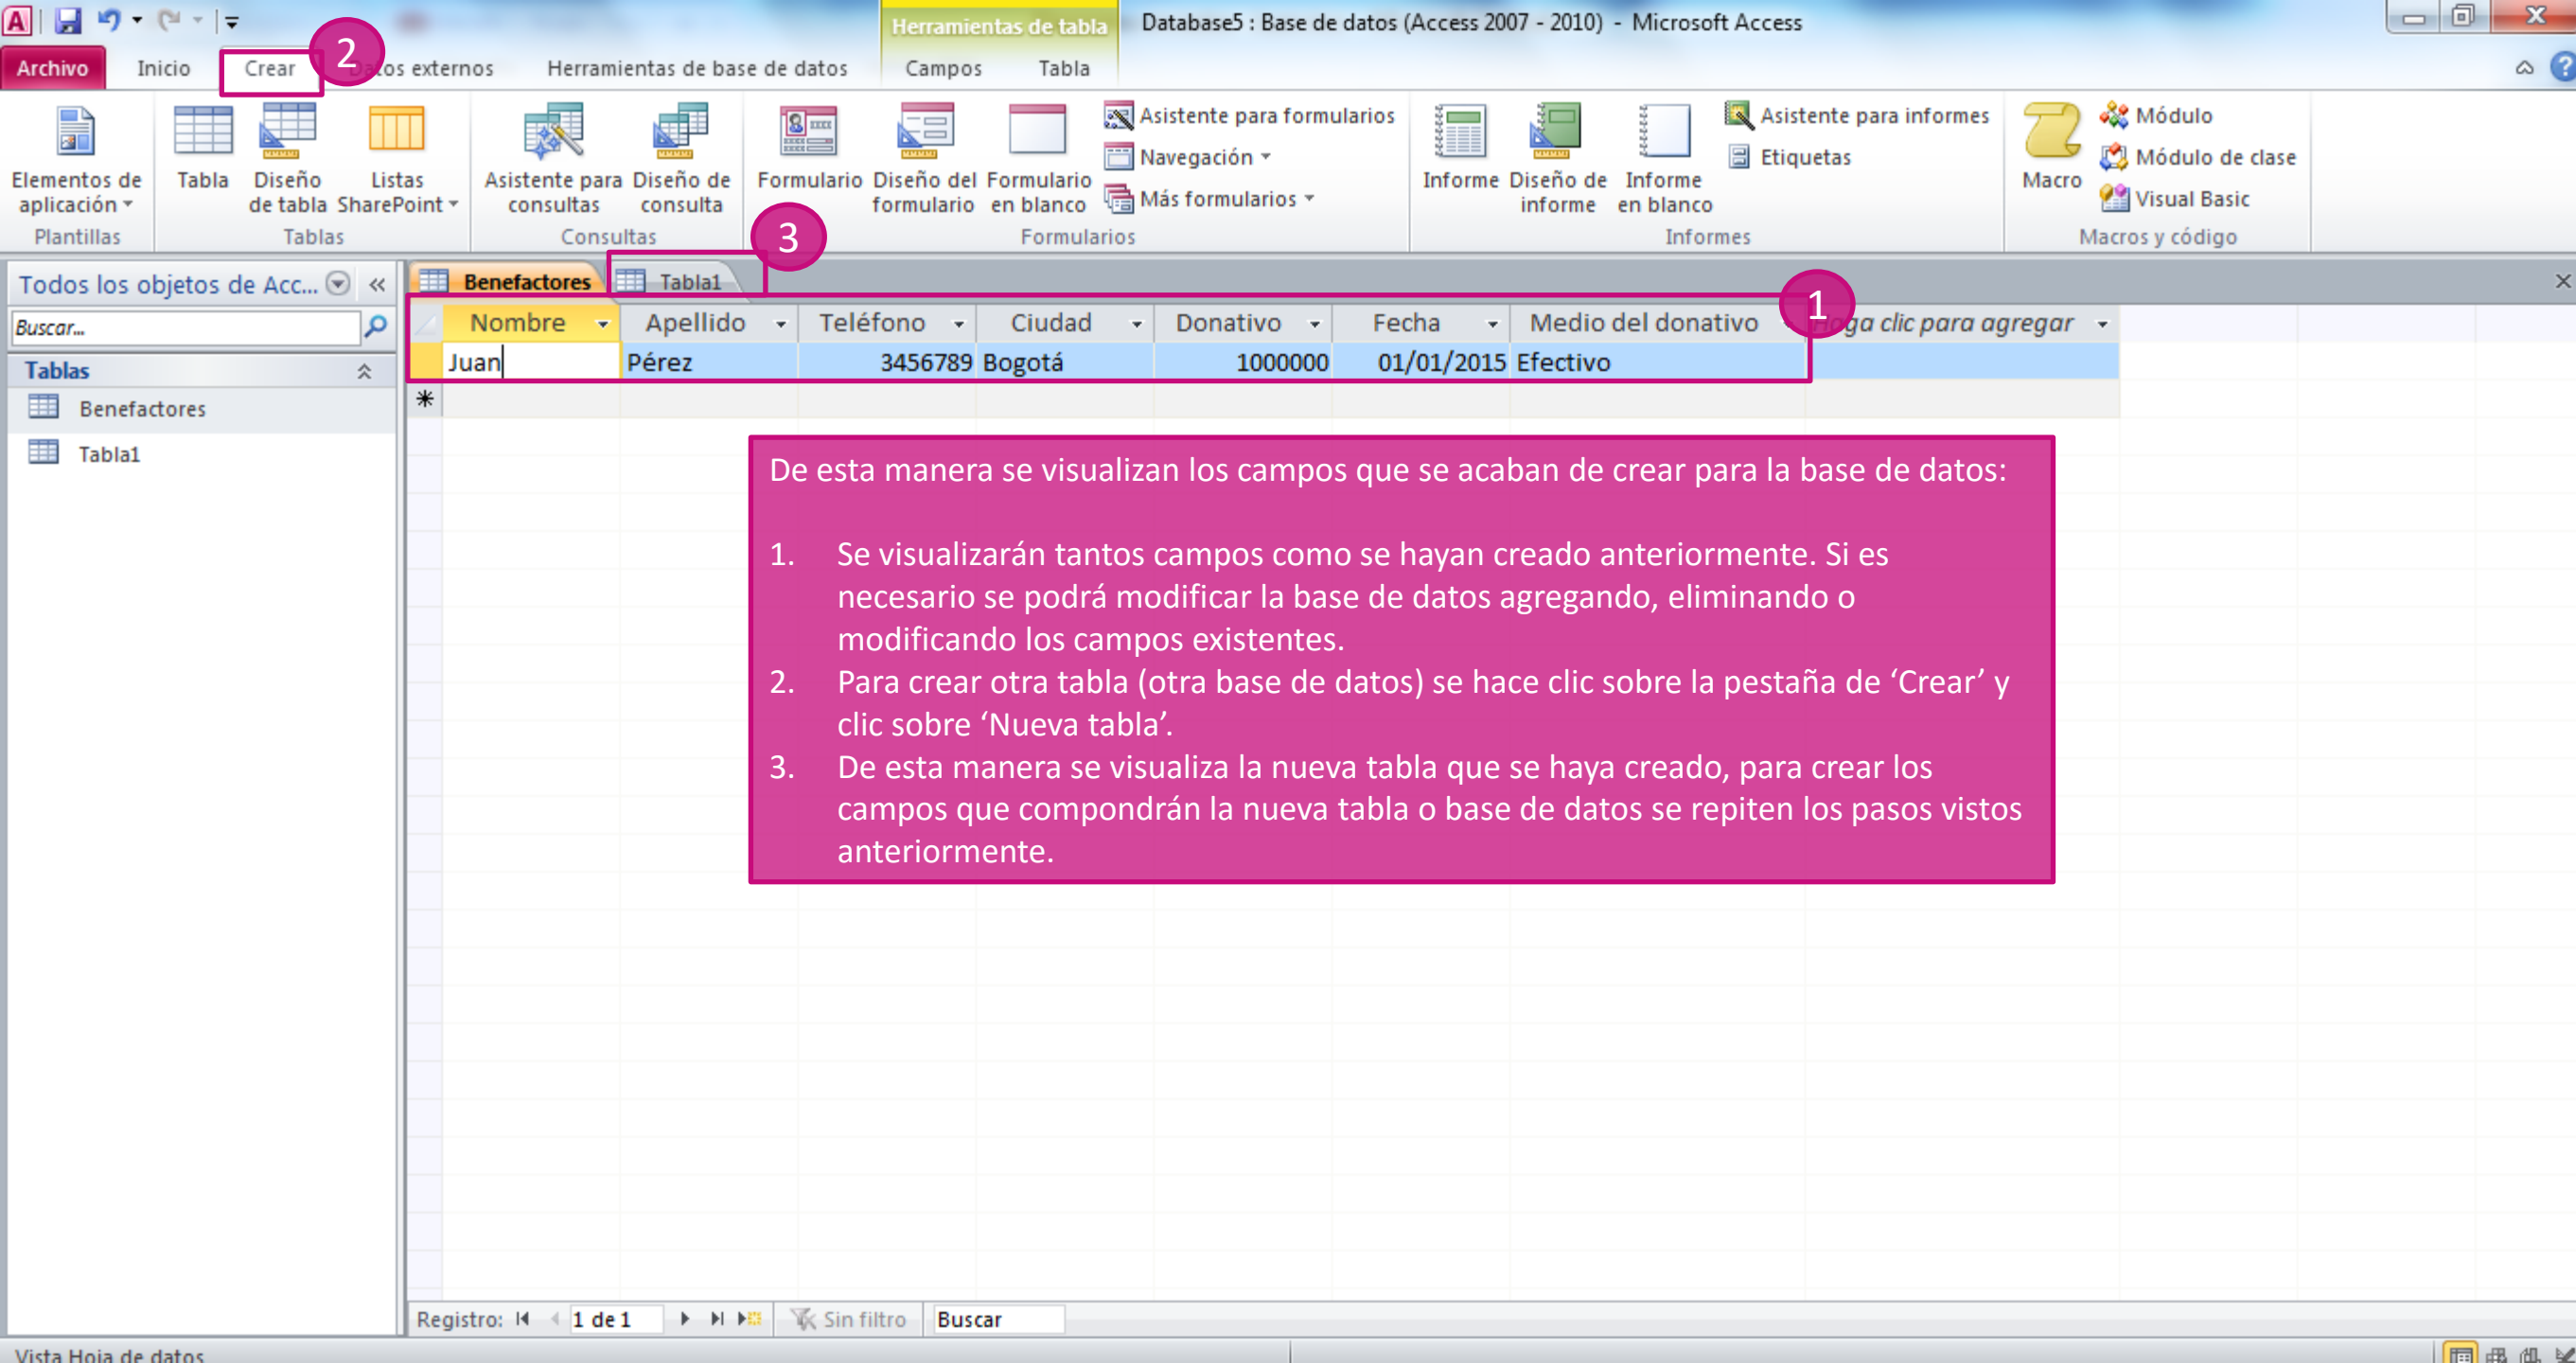 Herramientas de tabla
Database5 : Base de datos (Access 2007 - 2010) - Microsoft Access
Archivo Inicio Crear 2 Datos externos Herramientas de base de datos Campos Tabla
Elementos de aplicación
Tabla
Diseño de tabla
Listas SharePoint
Asistente para consultas
Diseño de consulta
Formulario
Diseño del formulario
Formulario en blanco
Asistente para formularios
Navegación
Más formularios
Informe
Diseño de informe
Informe en blanco
Asistente para informes
Etiquetas
Macro
Módulo
Módulo de clase
Visual Basic
Plantillas Tablas Consultas 3 Formularios Informes Macros y código
Todos los objetos de Acc...
Buscar...
Tablas
Benefactores
Tabla1
Benefactores Tabla1
1
Nombre Apellido Teléfono Ciudad Donativo Fecha Medio del donativo Haga clic para agregar
Juan Pérez 3456789 Bogotá 1000000 01/01/2015 Efectivo
De esta manera se visualizan los campos que se acaban de crear para la base de datos:
1. Se visualizarán tantos campos como se hayan creado anteriormente. Si es
necesario se podrá modificar la base de datos agregando, eliminando o
modificando los campos existentes.
2. Para crear otra tabla (otra base de datos) se hace clic sobre la pestaña de ‘Crear’ y
clic sobre ‘Nueva tabla’.
3. De esta manera se visualiza la nueva tabla que se haya creado, para crear los
campos que compondrán la nueva tabla o base de datos se repiten los pasos vistos
anteriormente.
Registro: 1 de 1 Sin filtro Buscar
Vista Hoja de datos